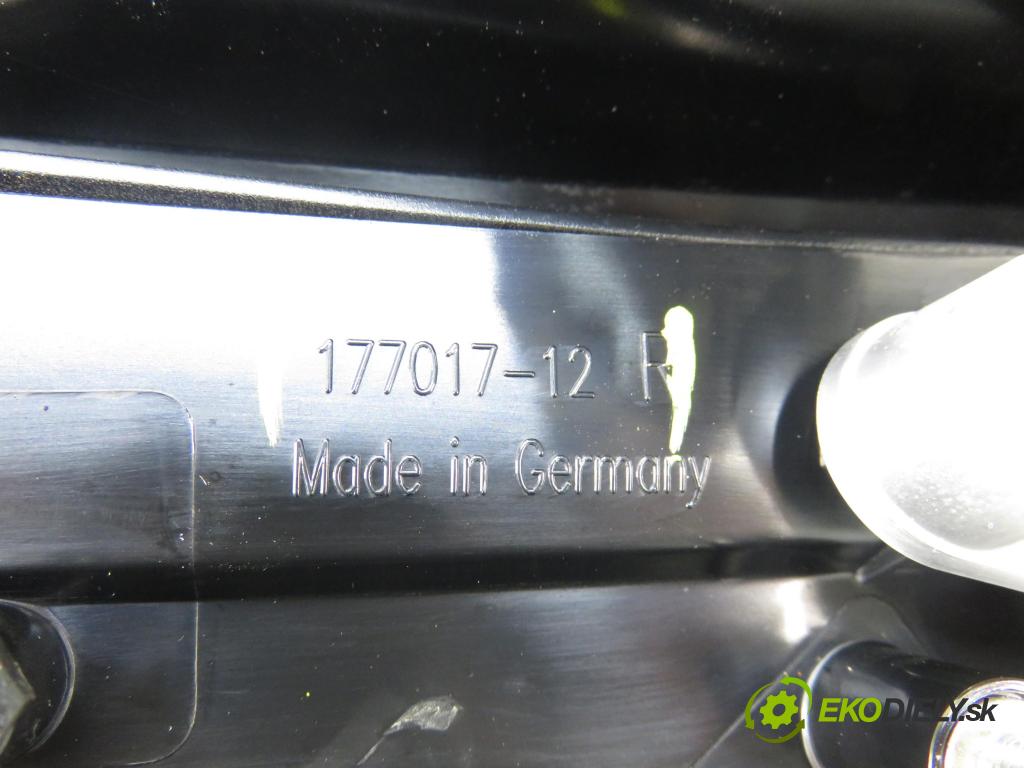 177017-12 R
Made in Germany
EKODIELY.sk